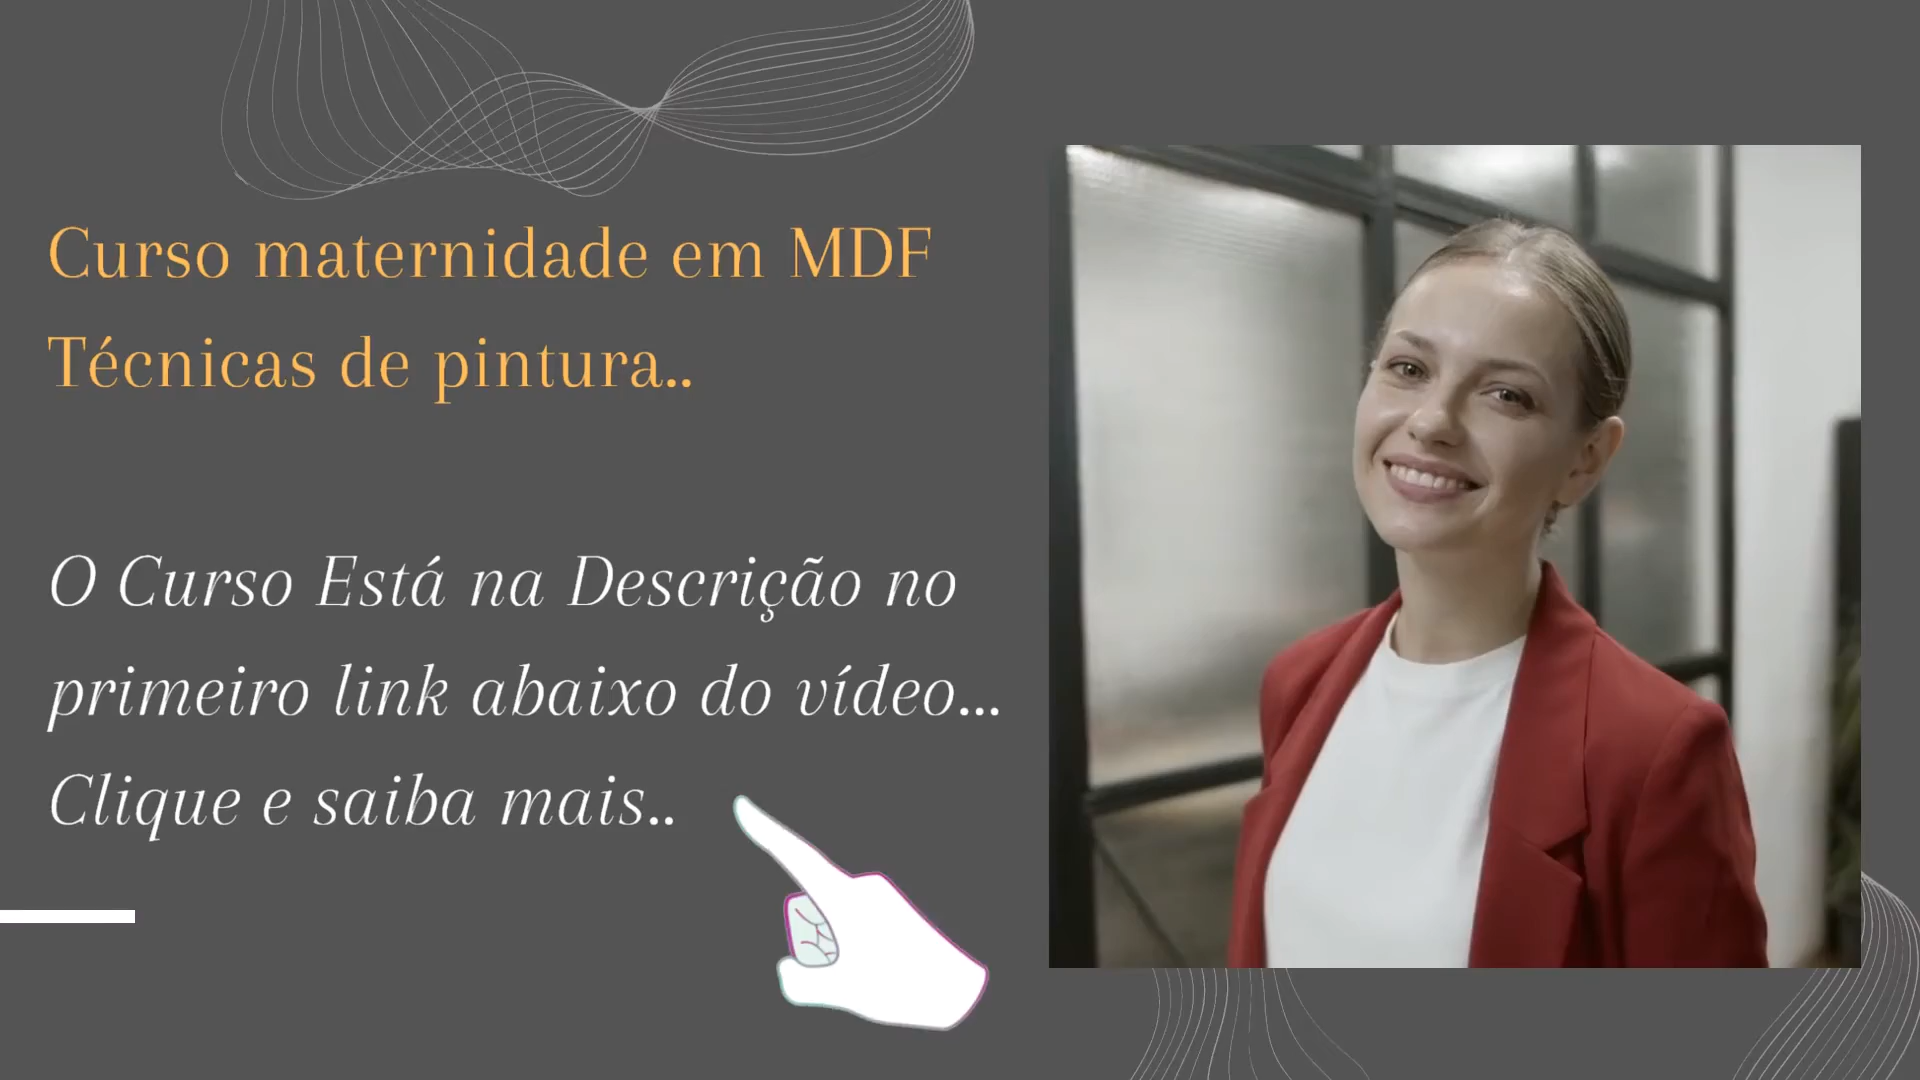 Curso maternidade em MDF
Técnicas de pintura..
O Curso Está na Descrição no
primeiro link abaixo do vídeo...
Clique e saiba mais..